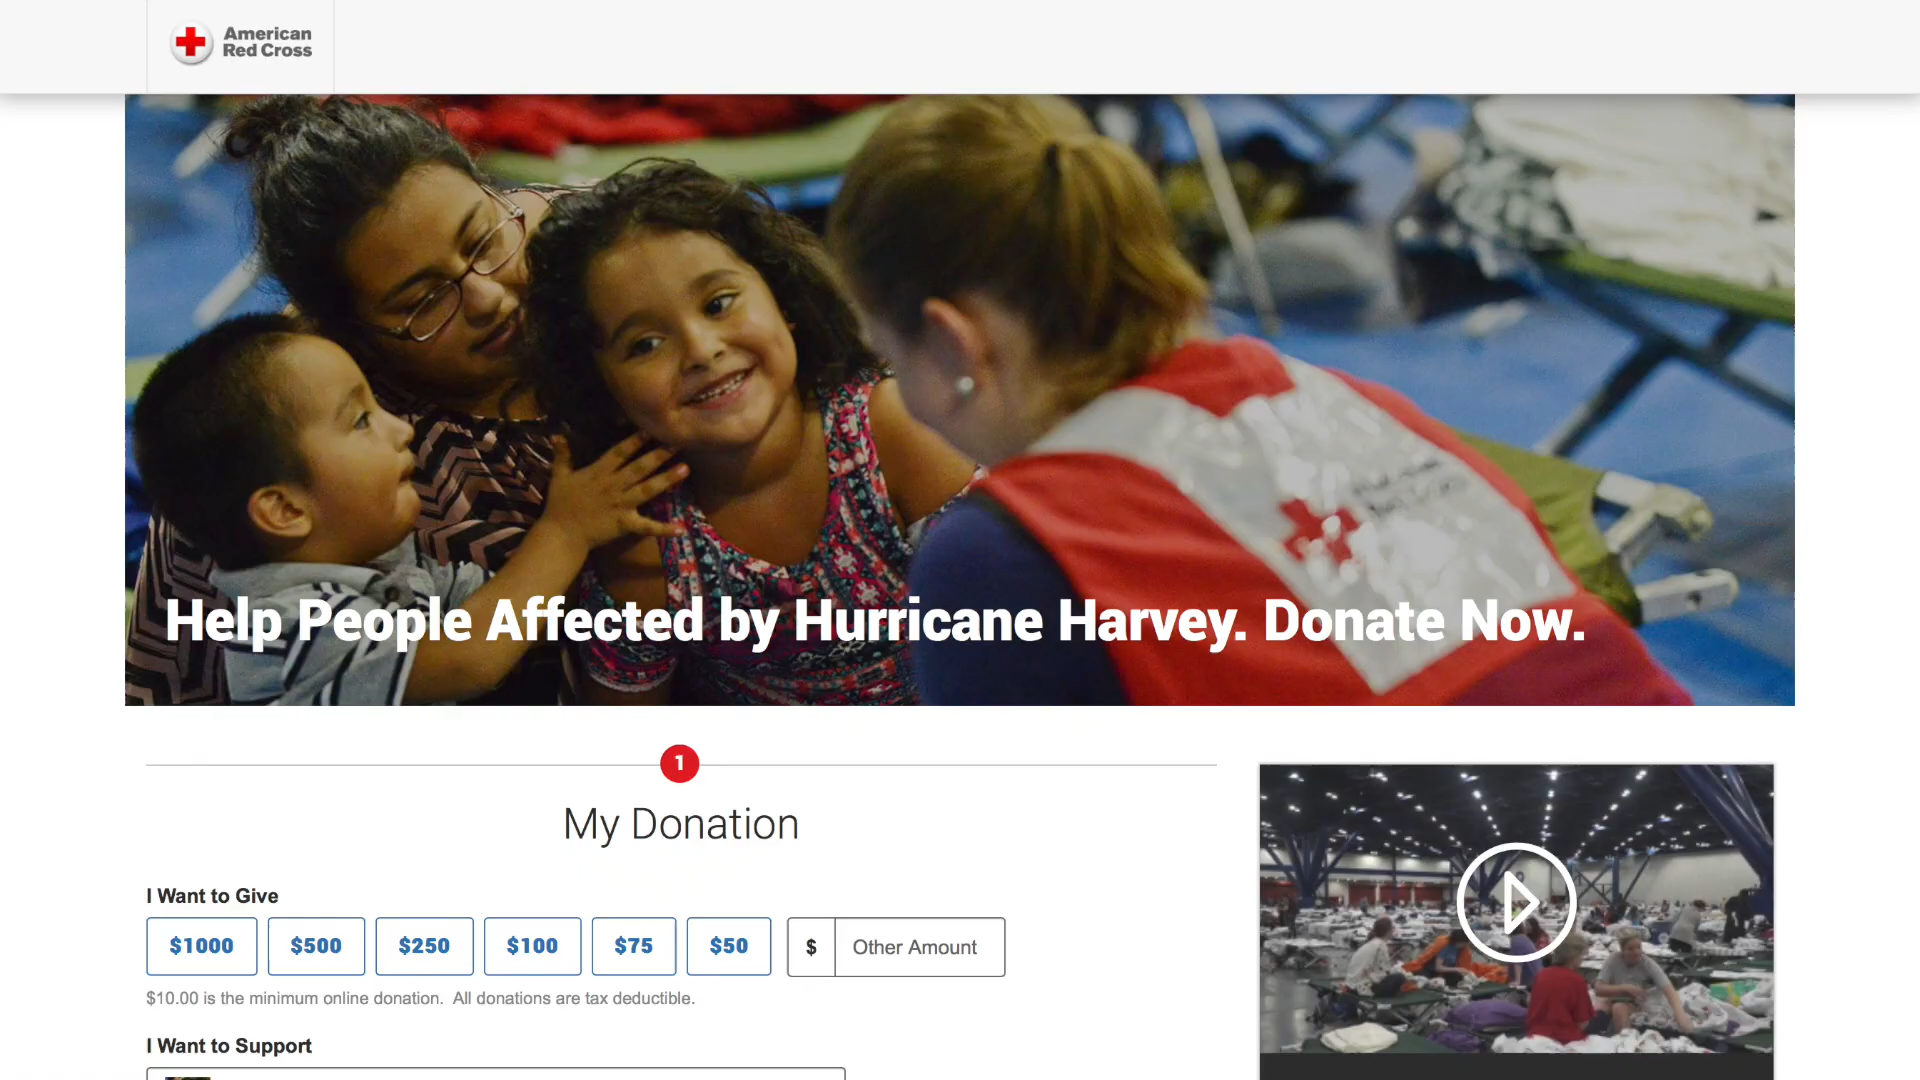 American
Red Cross
Help People Affected by Hurricane Harvey. Donate Now.
1
My Donation
I Want to Give
$1000 $500 $250 $100 $75 $50 $ Other Amount
$10.00 is the minimum online donation. All donations are tax deductible.
I Want to Support